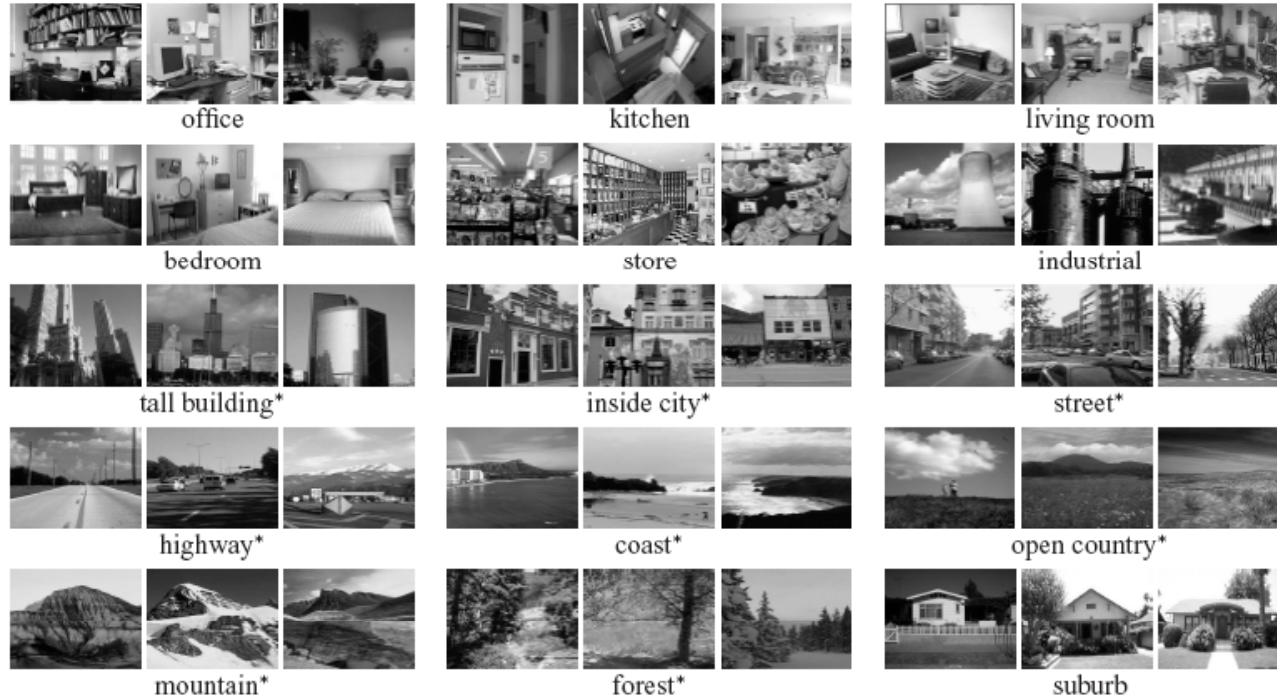 office
kitchen
living room
bedroom
store
industrial
tall building*
inside city*
street*
highway*
coast*
open country*
mountain*
forest*
suburb